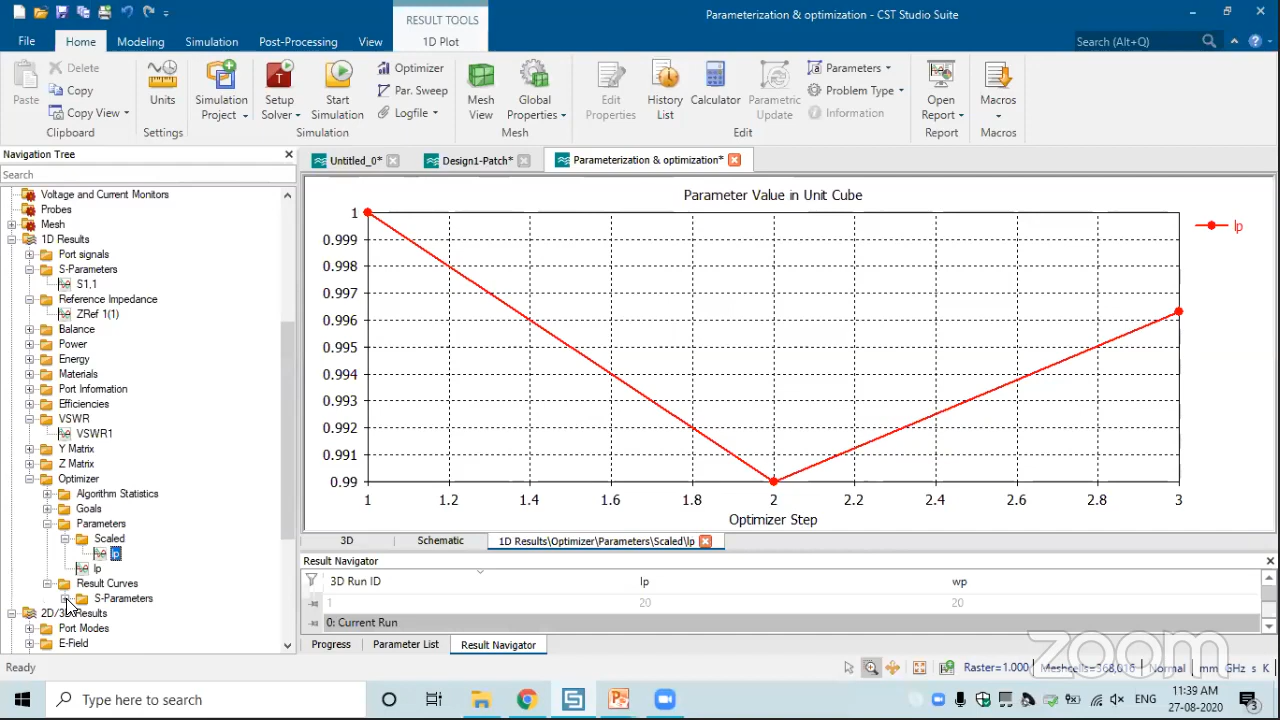 RESULT TOOLS
Parameterization & optimization - CST Studio Suite
File
Home
Modeling
Simulation
Post-Processing
View
1D Plot
Search (Alt+Q)
Paste
Delete
Copy
Copy View
Clipboard
Units
Settings
Simulation Project
Setup Solver
Start Simulation
Optimizer
Par. Sweep
Logfile
Simulation
Mesh View
Global Properties
Mesh
Edit Properties
History List
Calculator
Parametric Update
Parameters
Problem Type
Information
Edit
Open Report
Report
Macros
Macros
Navigation Tree
Search
Voltage and Current Monitors
Probes
Mesh
1D Results
Port signals
S-Parameters
S1,1
Reference Impedance
ZRef 1(1)
Balance
Power
Energy
Materials
Port Information
Efficiencies
VSWR
VSWR1
Y Matrix
Z Matrix
Optimizer
Algorithm Statistics
Goals
Parameters
Scaled
lp
lp
Result Curves
S-Parameters
2D/3D Results
Port Modes
E-Field
Untitled_0*
Design1-Patch*
Parameterization & optimization*
Parameter Value in Unit Cube
lp
1
0.999
0.998
0.997
0.996
0.995
0.994
0.993
0.992
0.991
0.99
1 1.2 1.4 1.6 1.8 2 2.2 2.4 2.6 2.8 3
Optimizer Step
3D
Schematic
1D Results\Optimizer\Parameters\Scaled\lp
Result Navigator
3D Run ID lp wp
1 20 20
0: Current Run
Progress
Parameter List
Result Navigator
zoom
Ready
Raster=1.000 Meshcells=368,016 Normal mm GHz s K
Type here to search
ENG
11:39 AM
27-08-2020
3